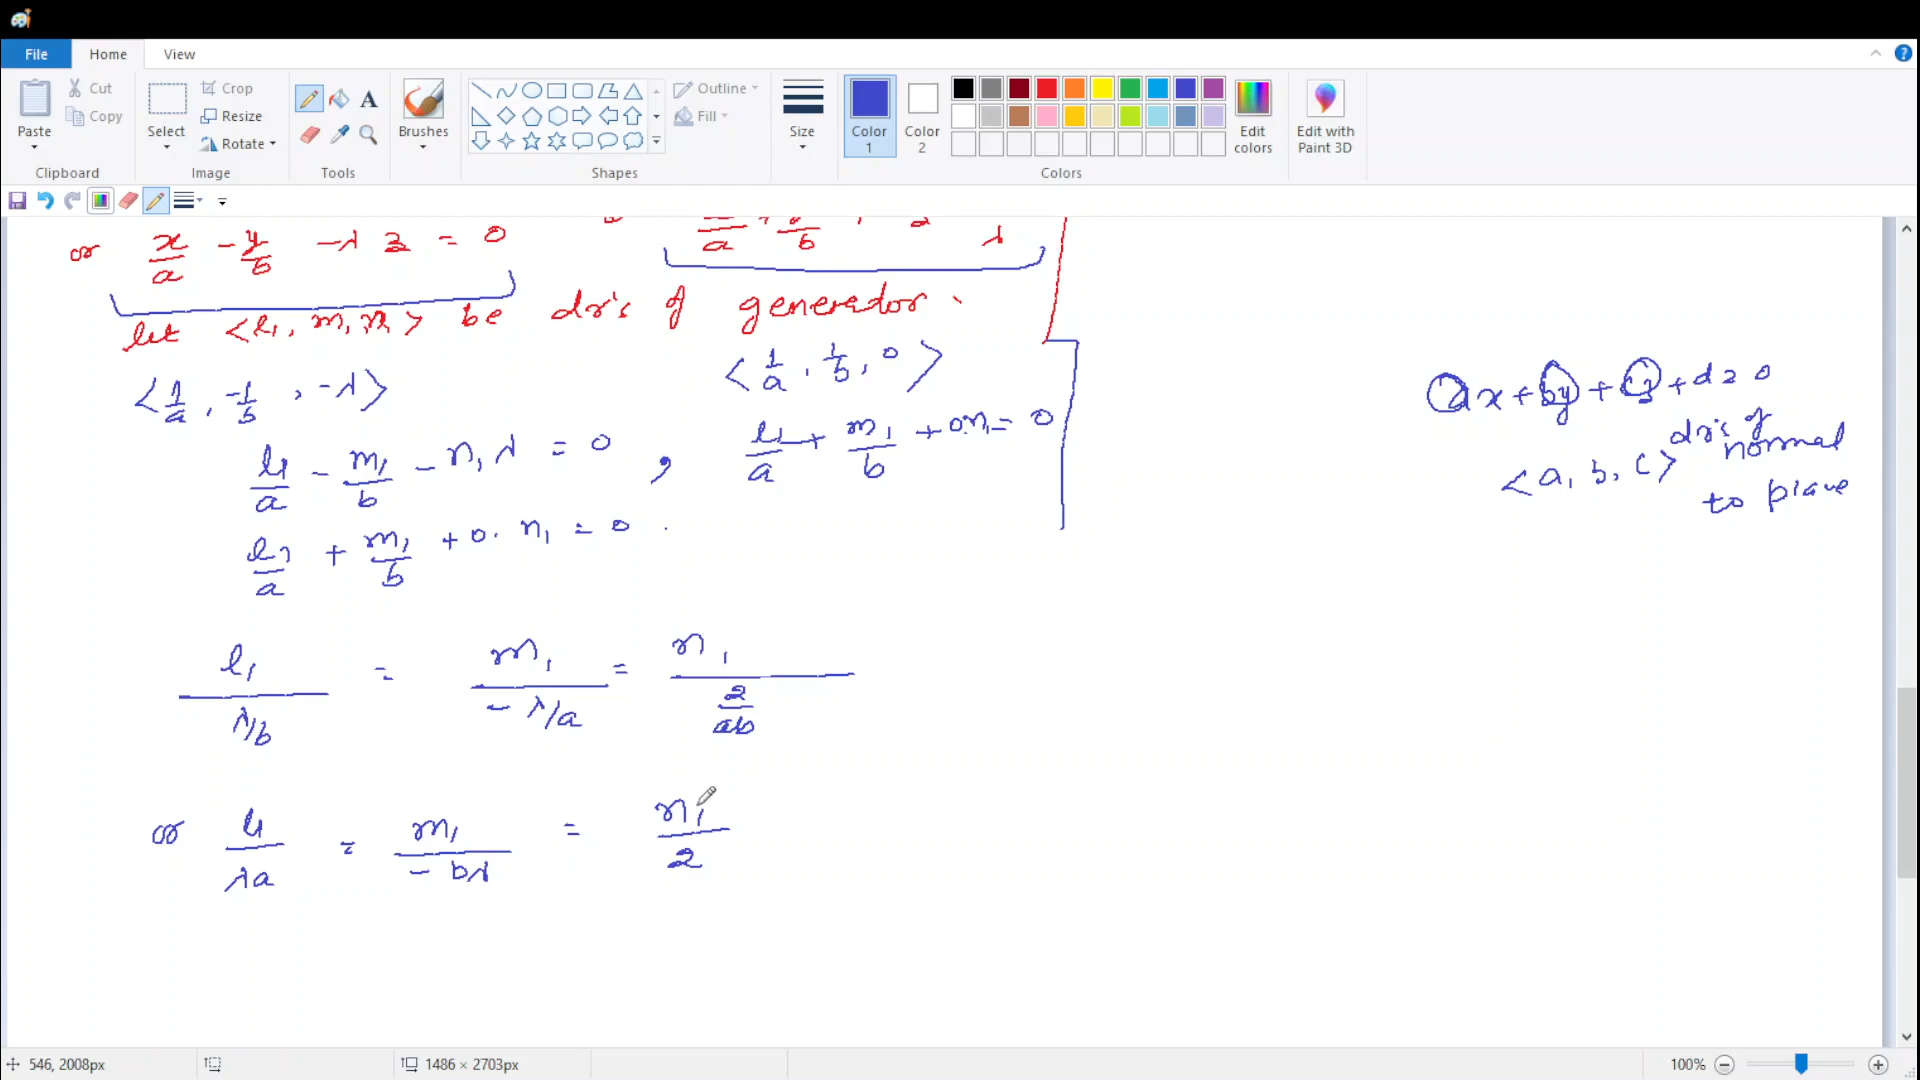 File Home View
Paste Cut Copy Select Crop Resize Rotate Brushes Outline Fill Size Color 1 Color 2 Edit colors Edit with Paint 3D
Clipboard Image Tools Shapes Colors
or x/a - y/b - λz = 0
let <l1, m1, n1> be dr's of generator.
<1/a, -1/b, -λ> <1/a, 1/b, 0>
l1/a - m1/b - n1λ = 0 , l1/a + m1/b + 0.n1 = 0
l1/a + m1/b + 0. n1 = 0 .
l1/(λ/b) = m1/(-λ/a) = n1/(2/ab)
or l1/λa = m1/-bλ = n1/2
ax + by + cz + d = 0
<a, b, c> dr's of normal to plane
546, 2008px 1486 × 2703px 100%